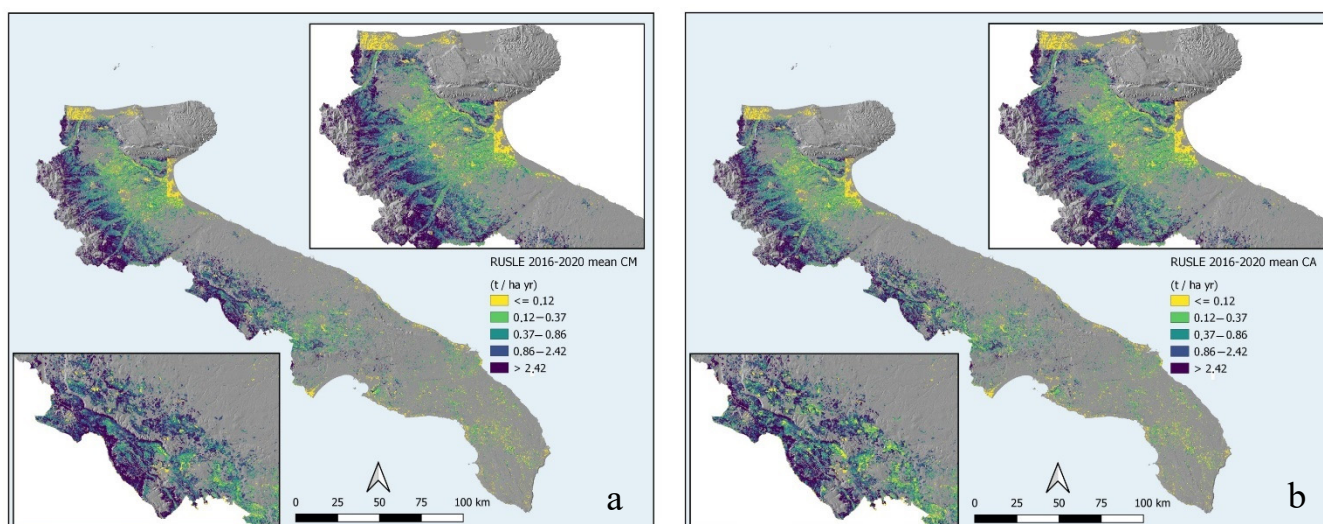 RUSLE 2016-2020 mean CM
(t / ha yr)
<= 0.12
0.12–0.37
0.37–0.86
0.86–2.42
> 2.42
0 25 50 75 100 km
a
RUSLE 2016-2020 mean CA
(t / ha yr)
<= 0.12
0.12–0.37
0.37–0.86
0.86–2.42
> 2.42
0 25 50 75 100 km
b